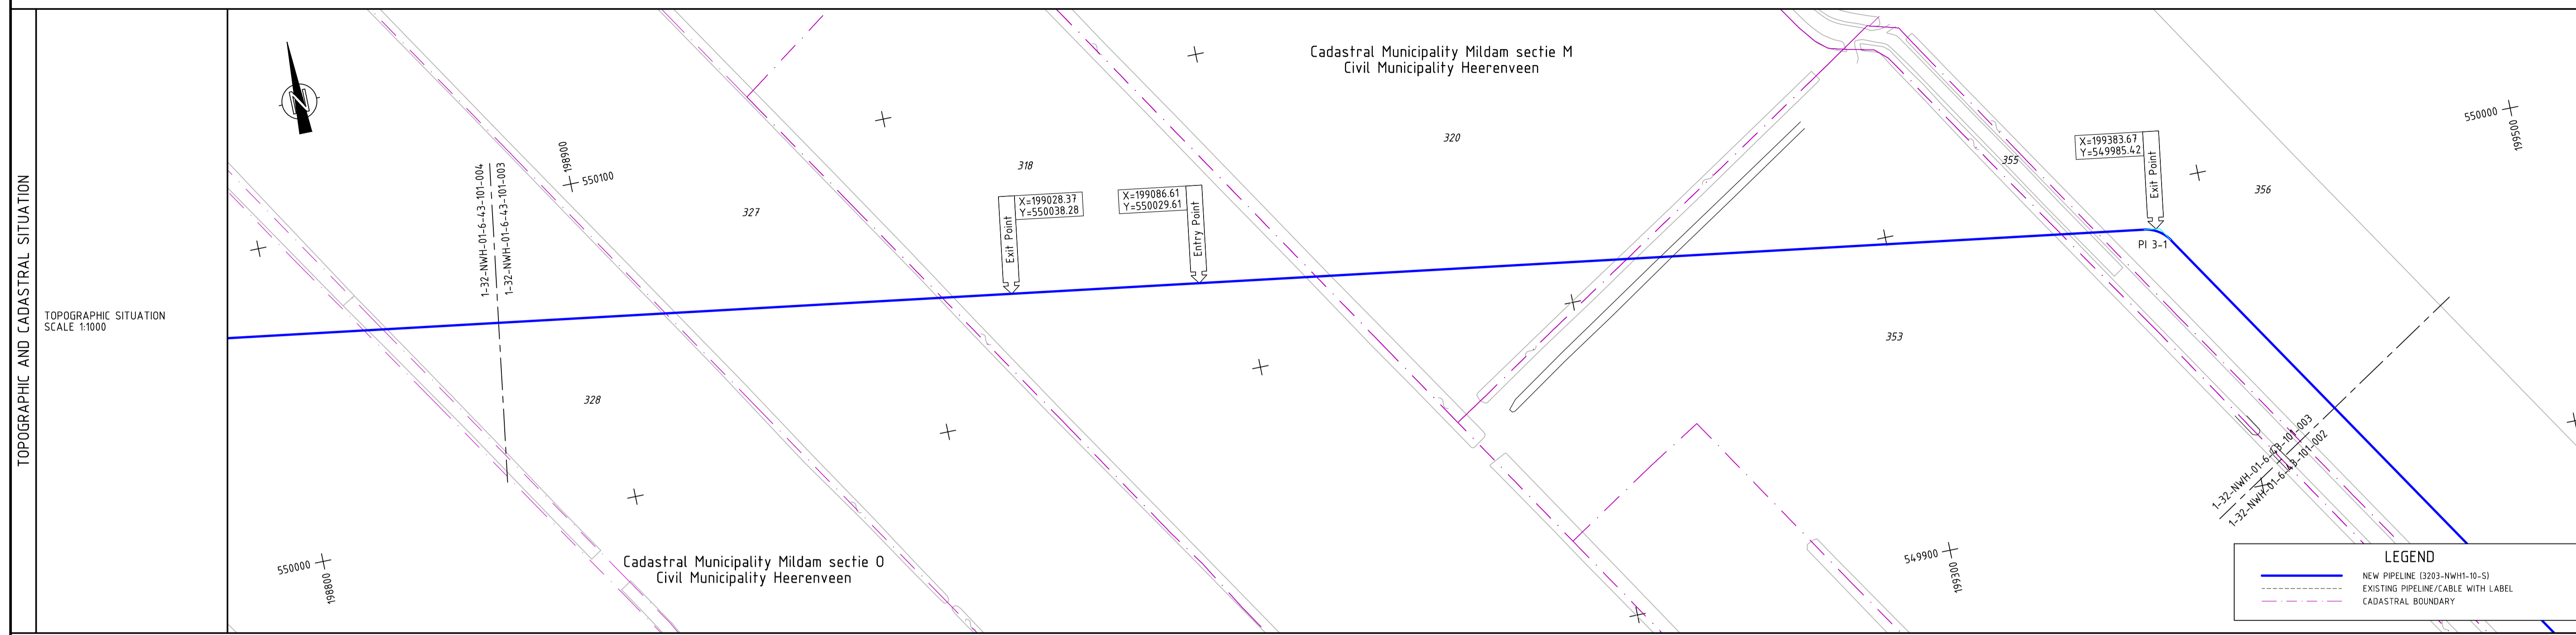 TOPOGRAPHIC AND CADASTRAL SITUATION
TOPOGRAPHIC SITUATION
SCALE 1:1000
N
1-32-NWH-01-6-43-101-004
1-32-NWH-01-6-43-101-003
198900
550100
327
328
550000
198800
Cadastral Municipality Mildam sectie O
Civil Municipality Heerenveen
318
Exit Point
X=199028.37
Y=550038.28
X=199086.61
Y=550029.61
Entry Point
Cadastral Municipality Mildam sectie M
Civil Municipality Heerenveen
320
353
549900
199300
355
X=199383.67
Y=549985.42
Exit Point
PI 3-1
356
550000
199500
1-32-NWH-01-6-43-101-003
1-32-NWH-01-6-43-101-002
LEGEND
NEW PIPELINE (3203-NWH1-10-S)
EXISTING PIPELINE/CABLE WITH LABEL
CADASTRAL BOUNDARY